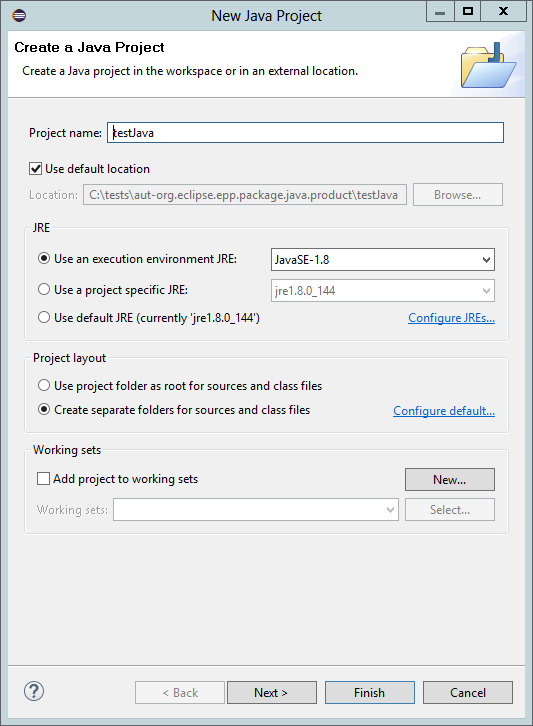 New Java Project
Create a Java Project
Create a Java project in the workspace or in an external location.
Project name: testJava
Use default location
Location: C:\tests\aut-org.eclipse.epp.package.java.product\testJava Browse...
JRE
Use an execution environment JRE: JavaSE-1.8
Use a project specific JRE: jre1.8.0_144
Use default JRE (currently 'jre1.8.0_144') Configure JREs...
Project layout
Use project folder as root for sources and class files
Create separate folders for sources and class files Configure default...
Working sets
Add project to working sets New...
Working sets: Select...
? < Back Next > Finish Cancel